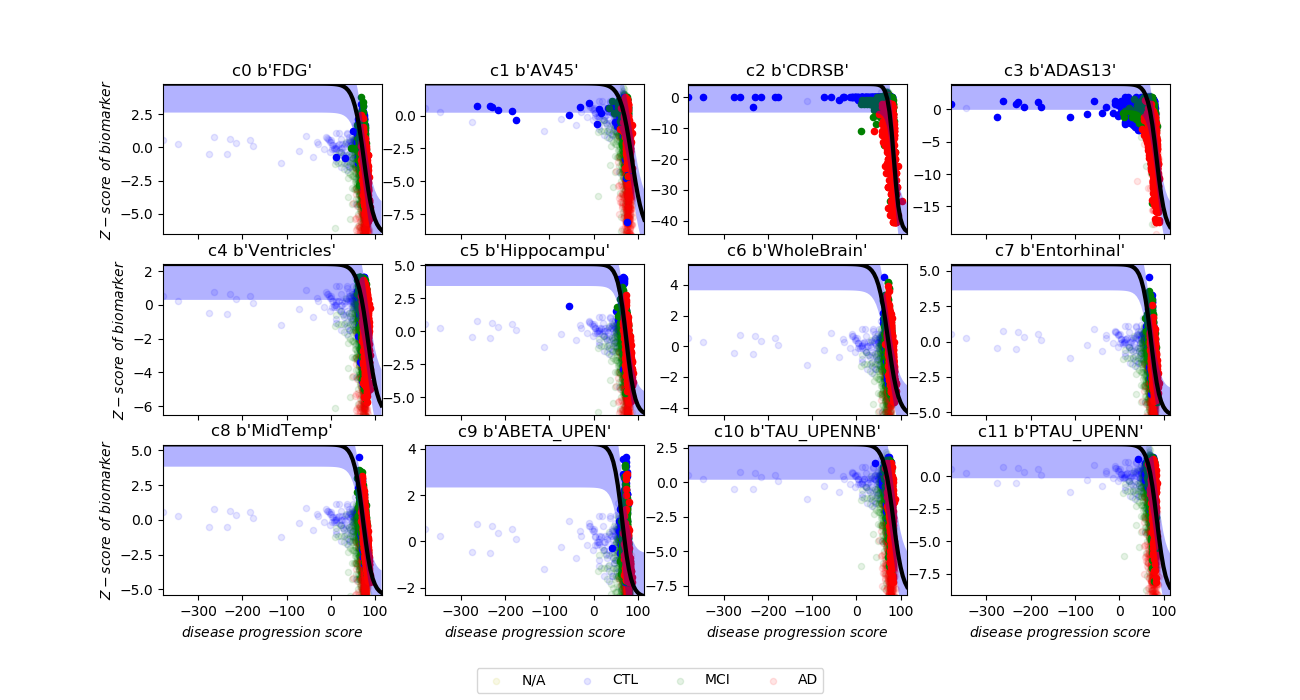 c0 b'FDG' c1 b'AV45' c2 b'CDRSB' c3 b'ADAS13'
Z − score of biomarker
2.5 0.0 −2.5 −5.0
0.0 −2.5 −5.0 −7.5
0 −10 −20 −30 −40
0 −5 −10 −15
c4 b'Ventricles' c5 b'Hippocampu' c6 b'WholeBrain' c7 b'Entorhinal'
Z − score of biomarker
2 0 −2 −4 −6
5.0 2.5 0.0 −2.5 −5.0
4 2 0 −2 −4
5.0 2.5 0.0 −2.5 −5.0
c8 b'MidTemp' c9 b'ABETA_UPEN' c10 b'TAU_UPENNB' c11 b'PTAU_UPENN'
Z − score of biomarker
5.0 2.5 0.0 −2.5 −5.0
4 2 0 −2
2.5 0.0 −2.5 −5.0 −7.5
0.0 −2.5 −5.0 −7.5
−300 −200 −100 0 100 −300 −200 −100 0 100 −300 −200 −100 0 100 −300 −200 −100 0 100
disease progression score disease progression score disease progression score disease progression score
N/A CTL MCI AD